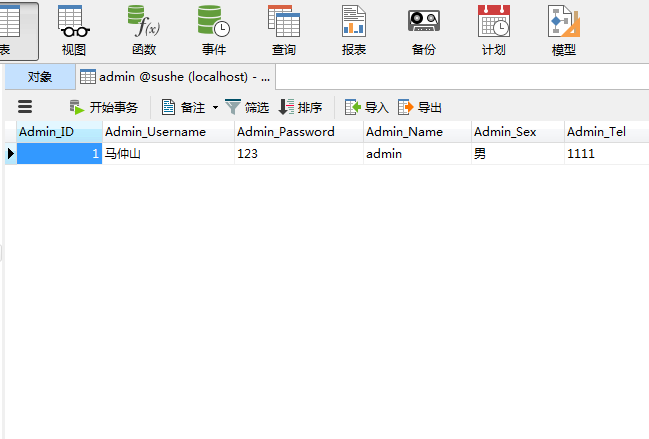 表 视图 函数 事件 查询 报表 备份 计划 模型
对象 admin @sushe (localhost) - ...
开始事务 备注 筛选 排序 导入 导出
Admin_ID Admin_Username Admin_Password Admin_Name Admin_Sex Admin_Tel
1 马仲山 123 admin 男 1111